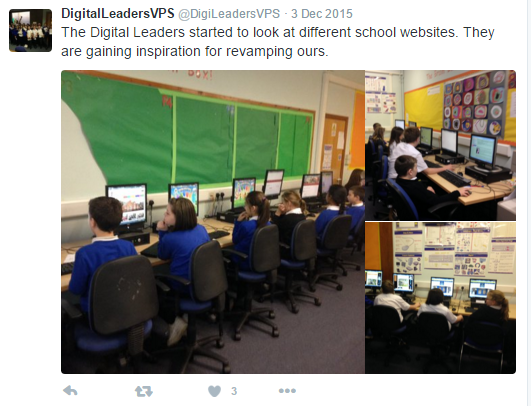 DigitalLeadersVPS @DigiLeadersVPS · 3 Dec 2015
The Digital Leaders started to look at different school websites. They
are gaining inspiration for revamping ours.
3